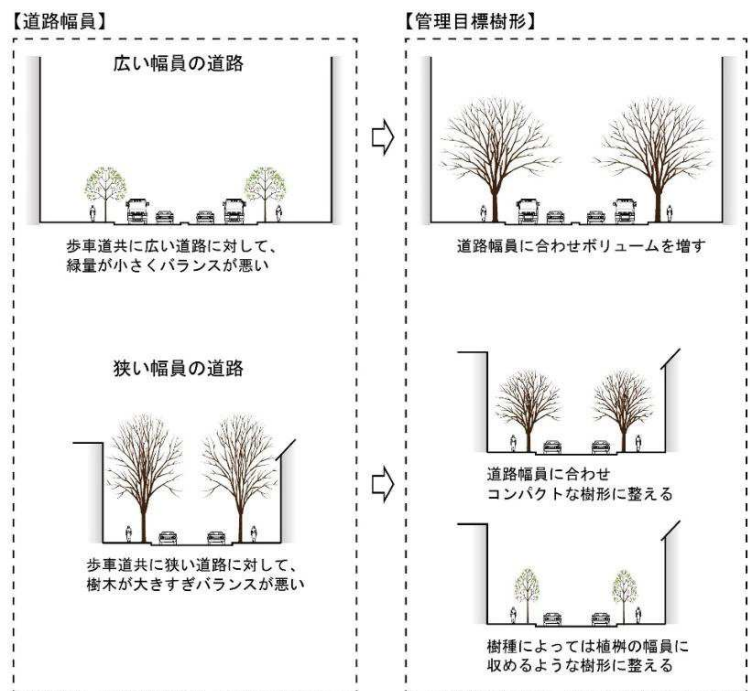 【道路幅員】
広い幅員の道路
歩車道共に広い道路に対して、
緑量が小さくバランスが悪い
狭い幅員の道路
歩車道共に狭い道路に対して、
樹木が大きすぎバランスが悪い
【管理目標樹形】
道路幅員に合わせボリュームを増す
道路幅員に合わせ
コンパクトな樹形に整える
樹種によっては植桝の幅員に
収めるような樹形に整える